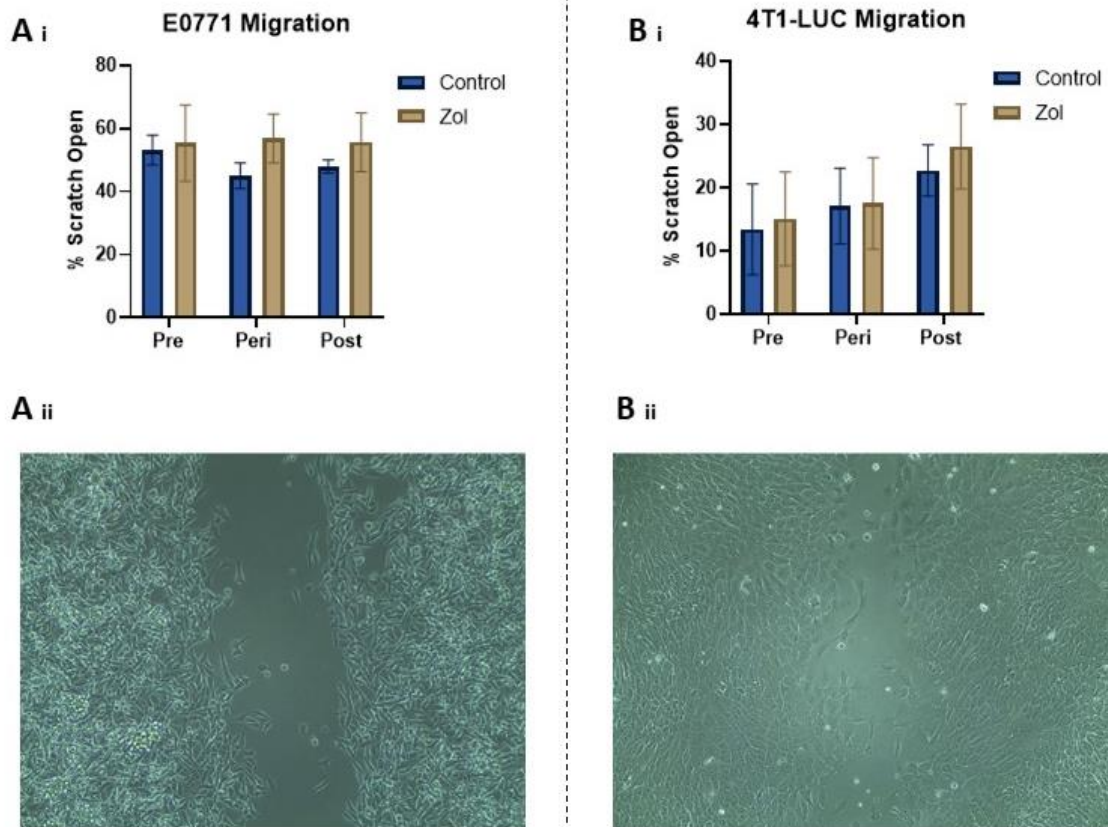 A i
E0771 Migration
80
60
40
20
0
% Scratch Open
Pre Peri Post
Control
Zol
B i
4T1-LUC Migration
40
30
20
10
0
% Scratch Open
Pre Peri Post
Control
Zol
A ii
B ii